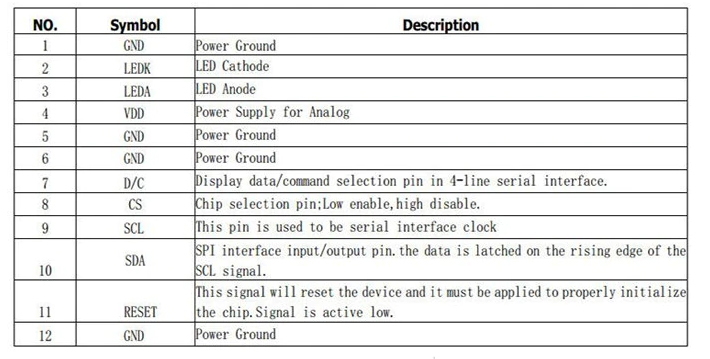 NO. Symbol Description
1 GND Power Ground
2 LEDK LED Cathode
3 LEDA LED Anode
4 VDD Power Supply for Analog
5 GND Power Ground
6 GND Power Ground
7 D/C Display data/command selection pin in 4-line serial interface.
8 CS Chip selection pin;Low enable,high disable.
9 SCL This pin is used to be serial interface clock
10 SDA SPI interface input/output pin.the data is latched on the rising edge of the
SCL signal.
11 RESET This signal will reset the device and it must be applied to properly initialize
the chip.Signal is active low.
12 GND Power Ground